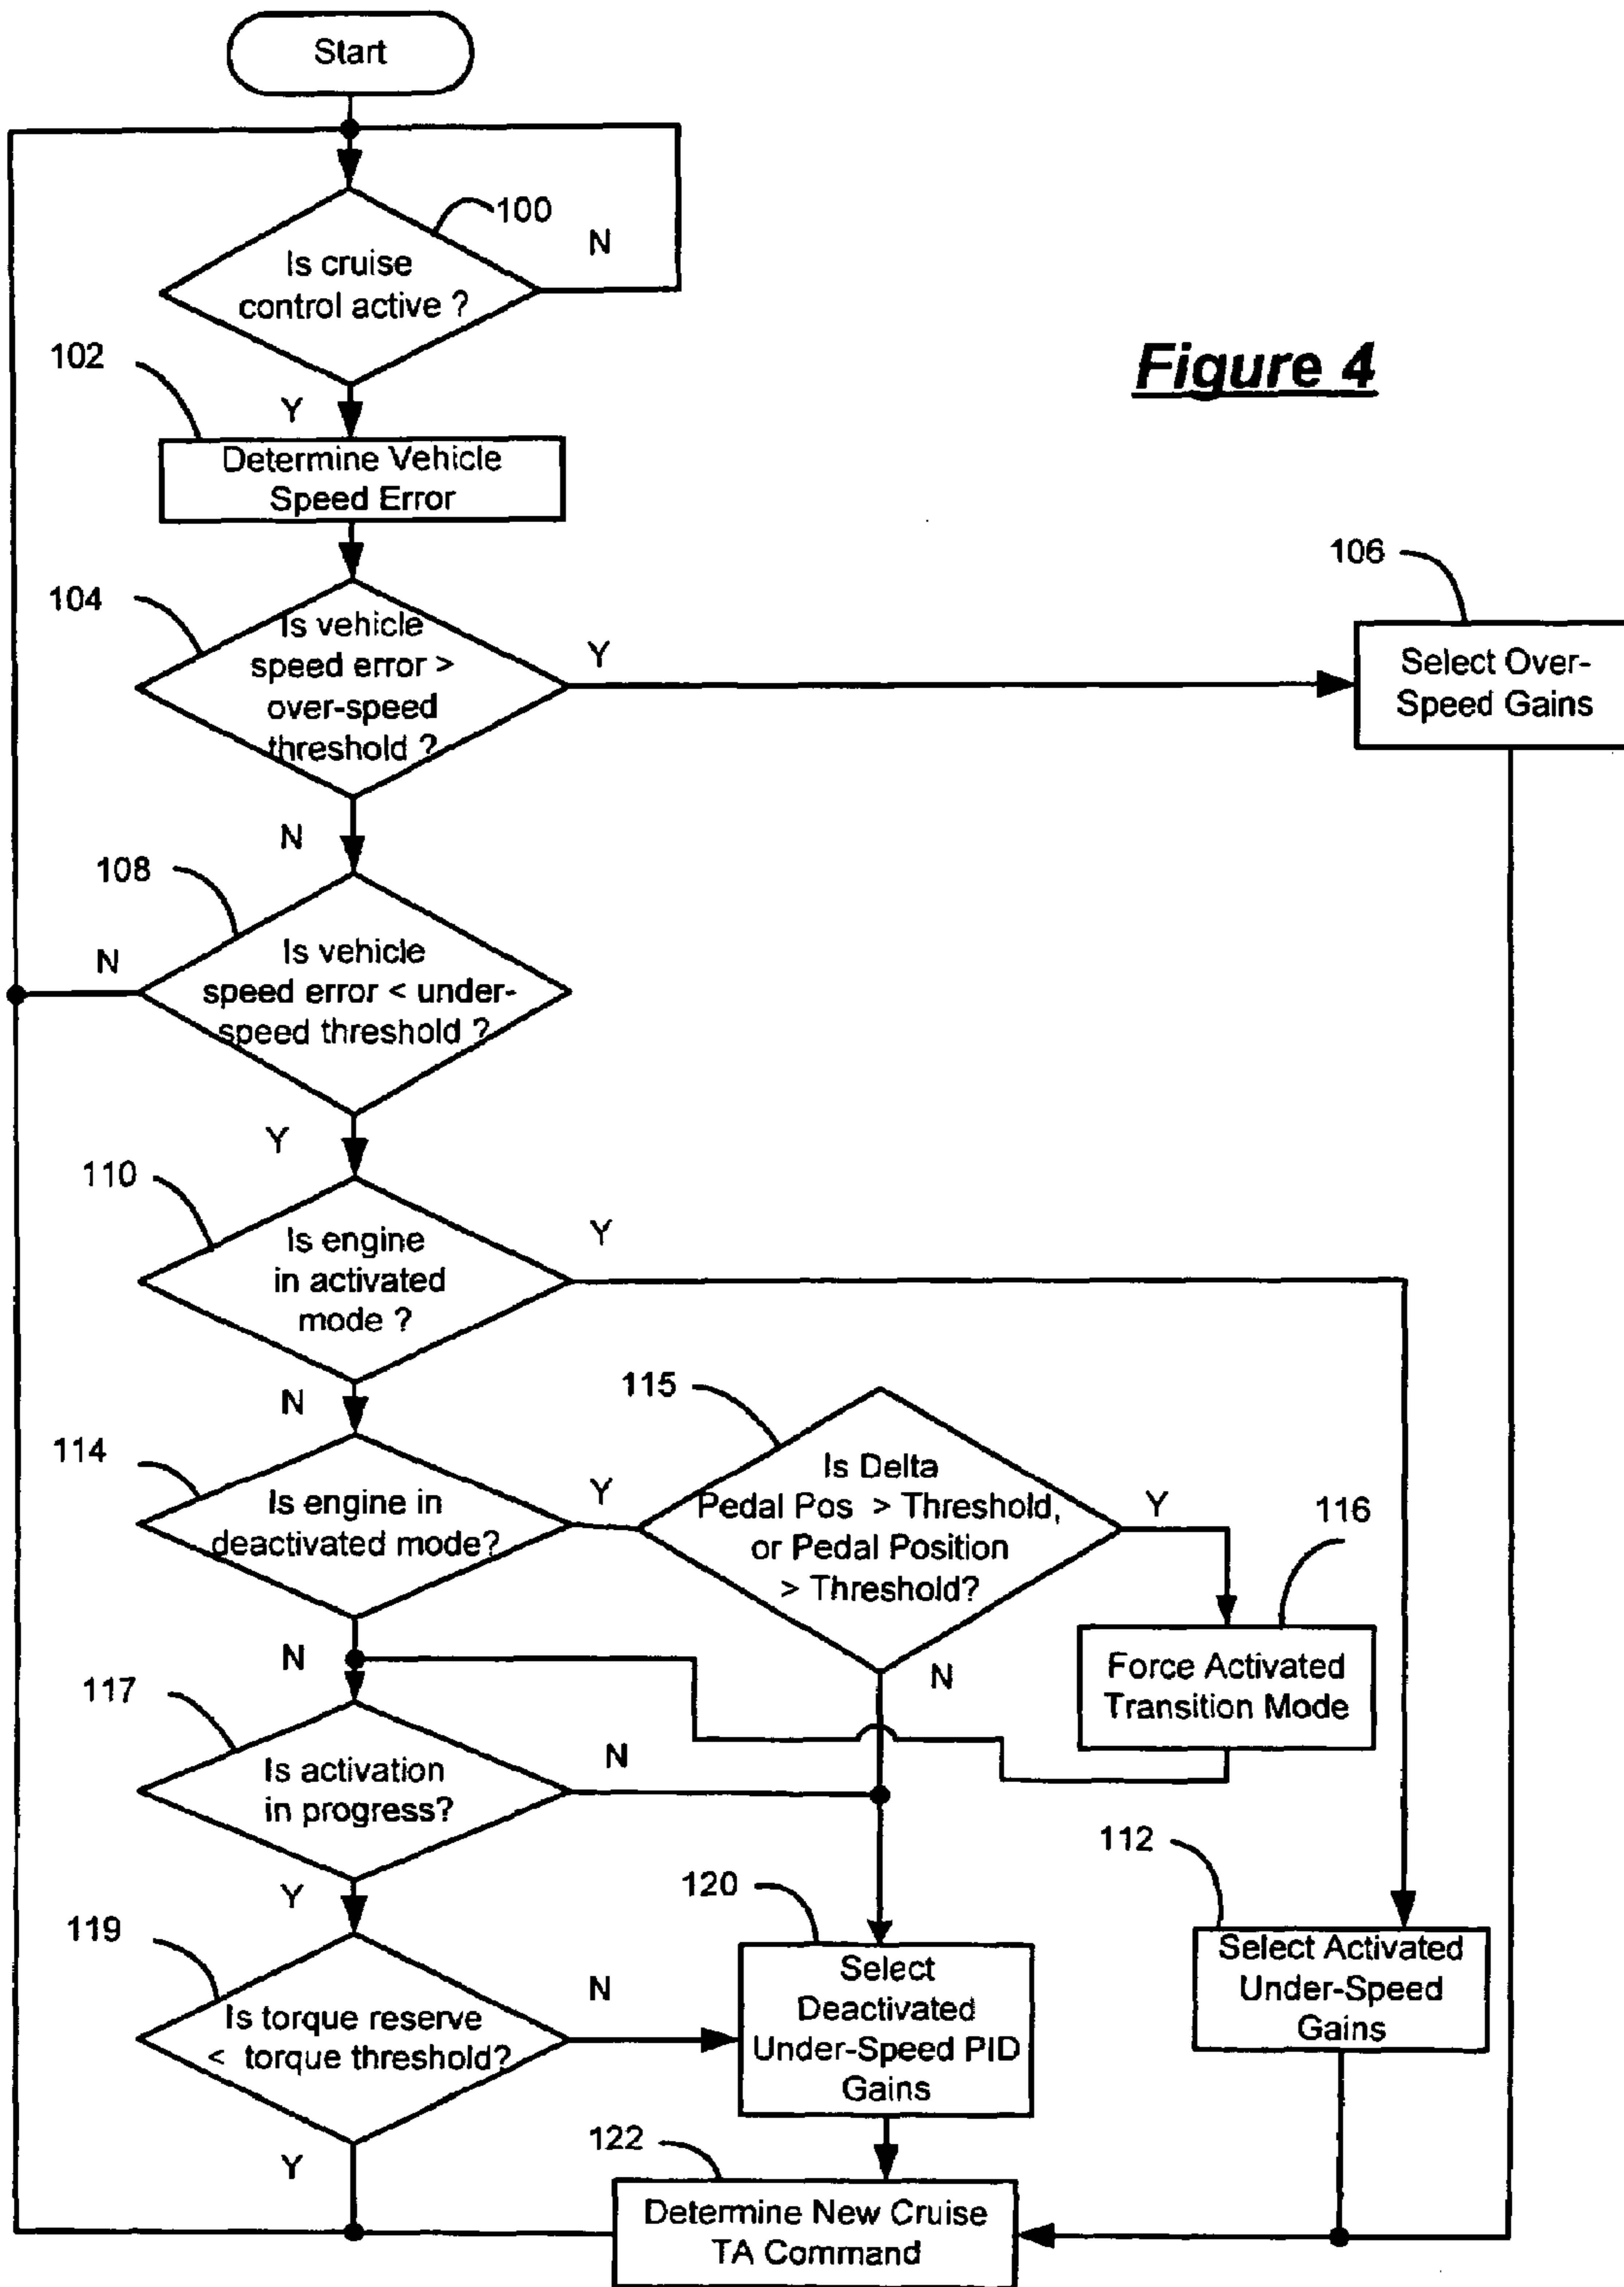 Start
100
Is cruise
control active ?
N
Figure 4
102
Y
Determine Vehicle
Speed Error
106
104
Is vehicle
speed error >
over-speed
threshold ?
Y
Select Over-
Speed Gains
N
108
Is vehicle
speed error < under-
speed threshold ?
N
Y
110
Is engine
in activated
mode ?
Y
N
115
114
Is engine in
deactivated mode?
Y
Is Delta
Pedal Pos > Threshold,
or Pedal Position
> Threshold?
Y
116
N
N
Force Activated
Transition Mode
117
Is activation
in progress?
N
112
Y
120
119
Select Activated
Under-Speed
Gains
Is torque reserve
< torque threshold?
N
Select
Deactivated
Under-Speed PID
Gains
122
Y
Determine New Cruise
TA Command